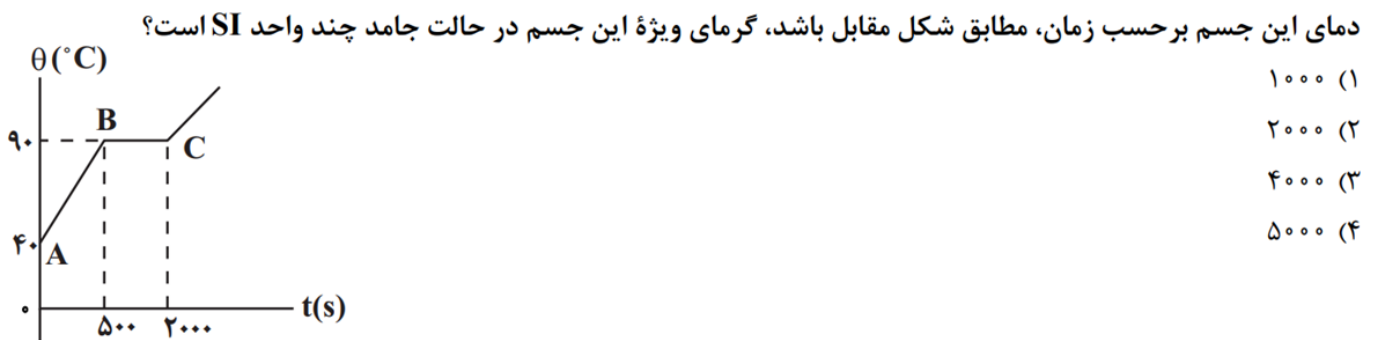 دمای این جسم برحسب زمان، مطابق شکل مقابل باشد، گرمای ویژۀ این جسم در حالت جامد چند واحد SI است؟
۱) ۱۰۰۰
۲) ۲۰۰۰
۳) ۴۰۰۰
۴) ۵۰۰۰
θ(°C)
B
۹۰
C
۴۰
A
۰
t(s)
۵۰۰ ۲۰۰۰